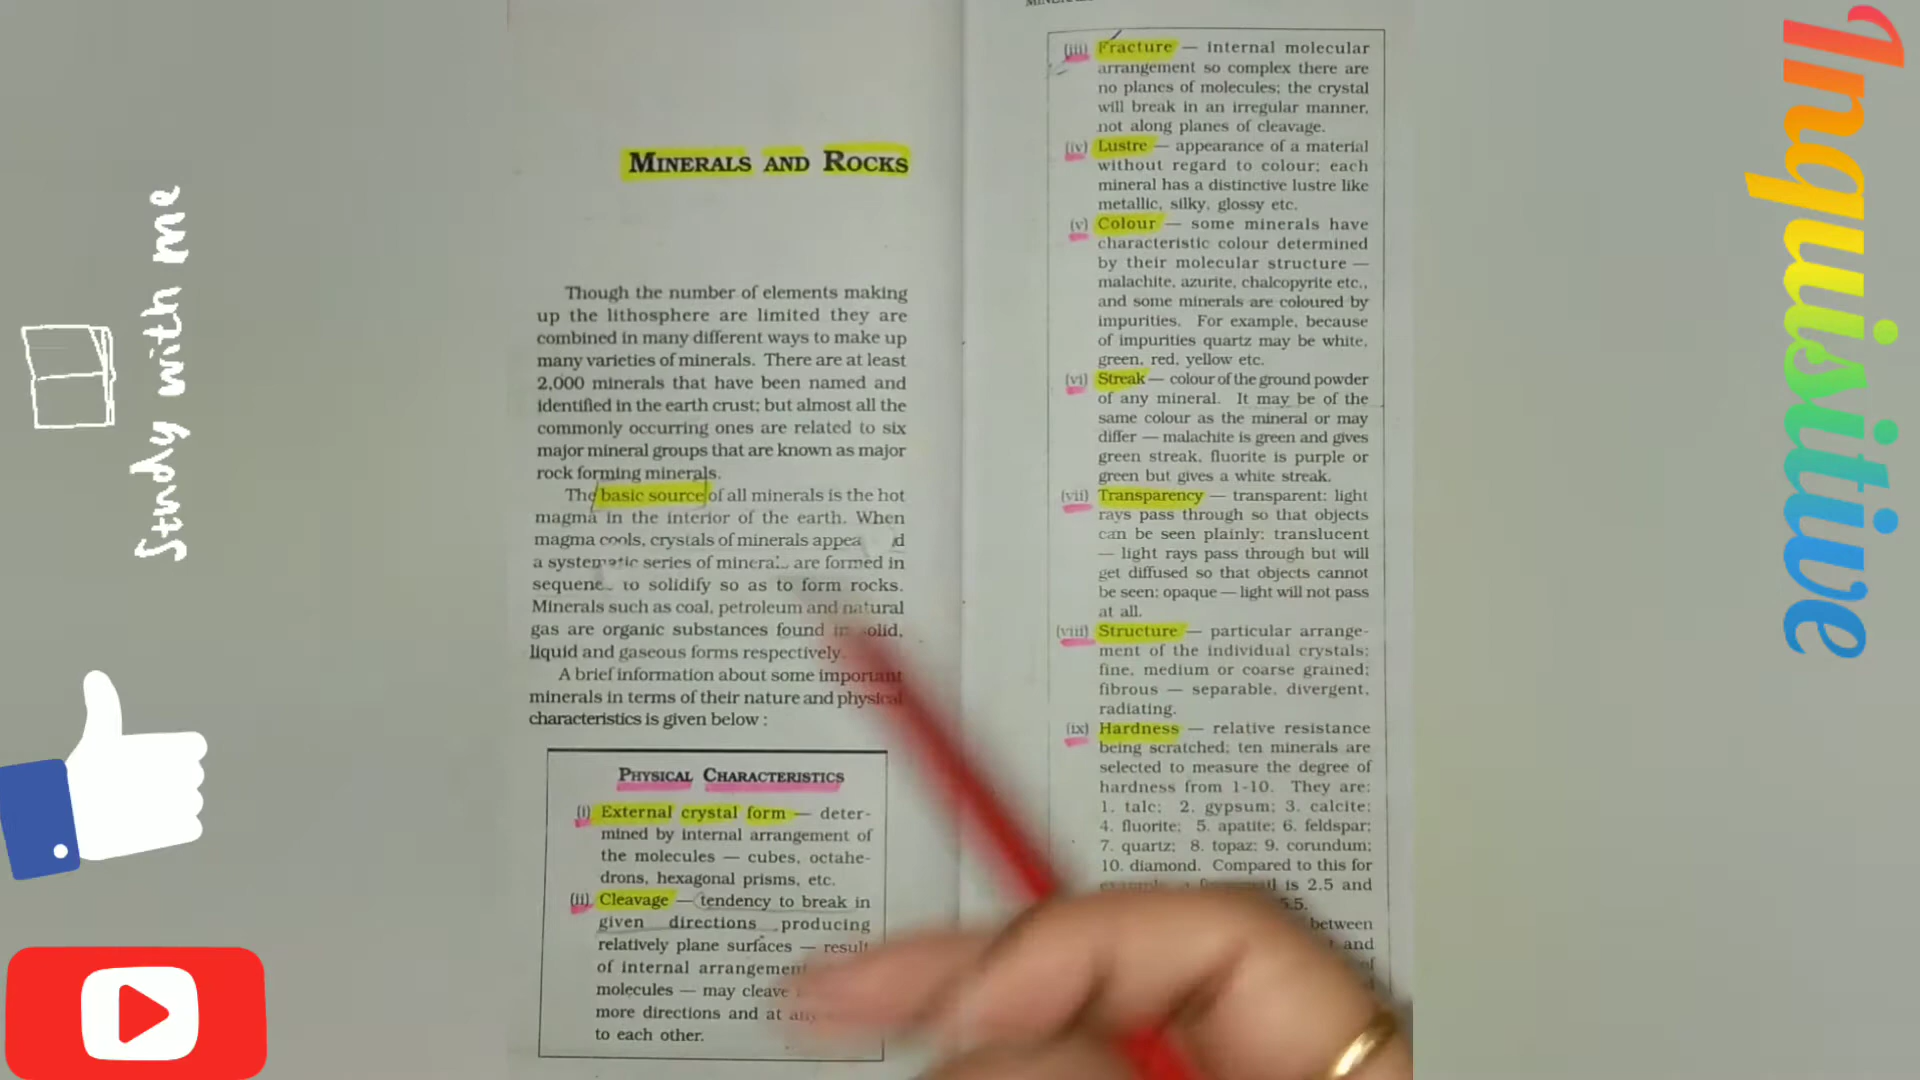 Study with me
MINERALS AND ROCKS
Though the number of elements making
up the lithosphere are limited they are
combined in many different ways to make up
many varieties of minerals. There are at least
2,000 minerals that have been named and
identified in the earth crust; but almost all the
commonly occurring ones are related to six
major mineral groups that are known as major
rock forming minerals.
The basic source of all minerals is the hot
magma in the interior of the earth. When
magma cools, crystals of minerals appea d
a systematic series of minerals are formed in
sequenc to solidify so as to form rocks.
Minerals such as coal, petroleum and natural
gas are organic substances found in solid,
liquid and gaseous forms respectively.
A brief information about some important
minerals in terms of their nature and physical
characteristics is given below :
PHYSICAL CHARACTERISTICS
(i) External crystal form — deter-
mined by internal arrangement of
the molecules — cubes, octahe-
drons, hexagonal prisms, etc.
(ii) Cleavage — tendency to break in
given directions producing
relatively plane surfaces — result
of internal arrangement
molecules — may cleave
more directions and at any
to each other.
(iii) Fracture — internal molecular
arrangement so complex there are
no planes of molecules; the crystal
will break in an irregular manner,
not along planes of cleavage.
(iv) Lustre — appearance of a material
without regard to colour; each
mineral has a distinctive lustre like
metallic, silky, glossy etc.
(v) Colour — some minerals have
characteristic colour determined
by their molecular structure —
malachite, azurite, chalcopyrite etc.,
and some minerals are coloured by
impurities. For example, because
of impurities quartz may be white,
green, red, yellow etc.
(vi) Streak — colour of the ground powder
of any mineral. It may be of the
same colour as the mineral or may
differ — malachite is green and gives
green streak, fluorite is purple or
green but gives a white streak.
(vii) Transparency — transparent: light
rays pass through so that objects
can be seen plainly; translucent
— light rays pass through but will
get diffused so that objects cannot
be seen; opaque — light will not pass
at all.
(viii) Structure — particular arrange-
ment of the individual crystals;
fine, medium or coarse grained;
fibrous — separable, divergent,
radiating.
(ix) Hardness — relative resistance
being scratched; ten minerals are
selected to measure the degree of
hardness from 1-10. They are:
1. talc; 2. gypsum; 3. calcite;
4. fluorite; 5. apatite; 6. feldspar;
7. quartz; 8. topaz; 9. corundum;
10. diamond. Compared to this for
is 2.5 and
5.5.
between
and
of
Inquisitive